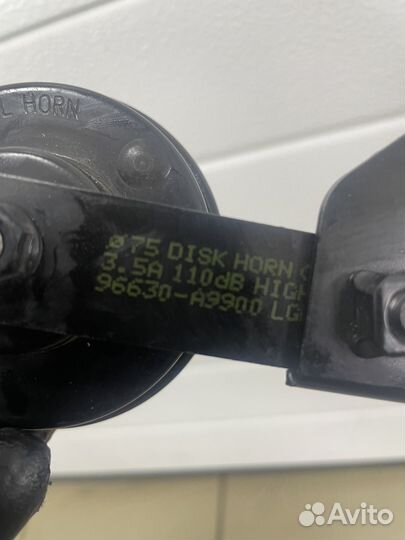 L HORN
Ø75 DISK HORN
3.5A 110dB HIGH
96630-A9900 LG
Avito